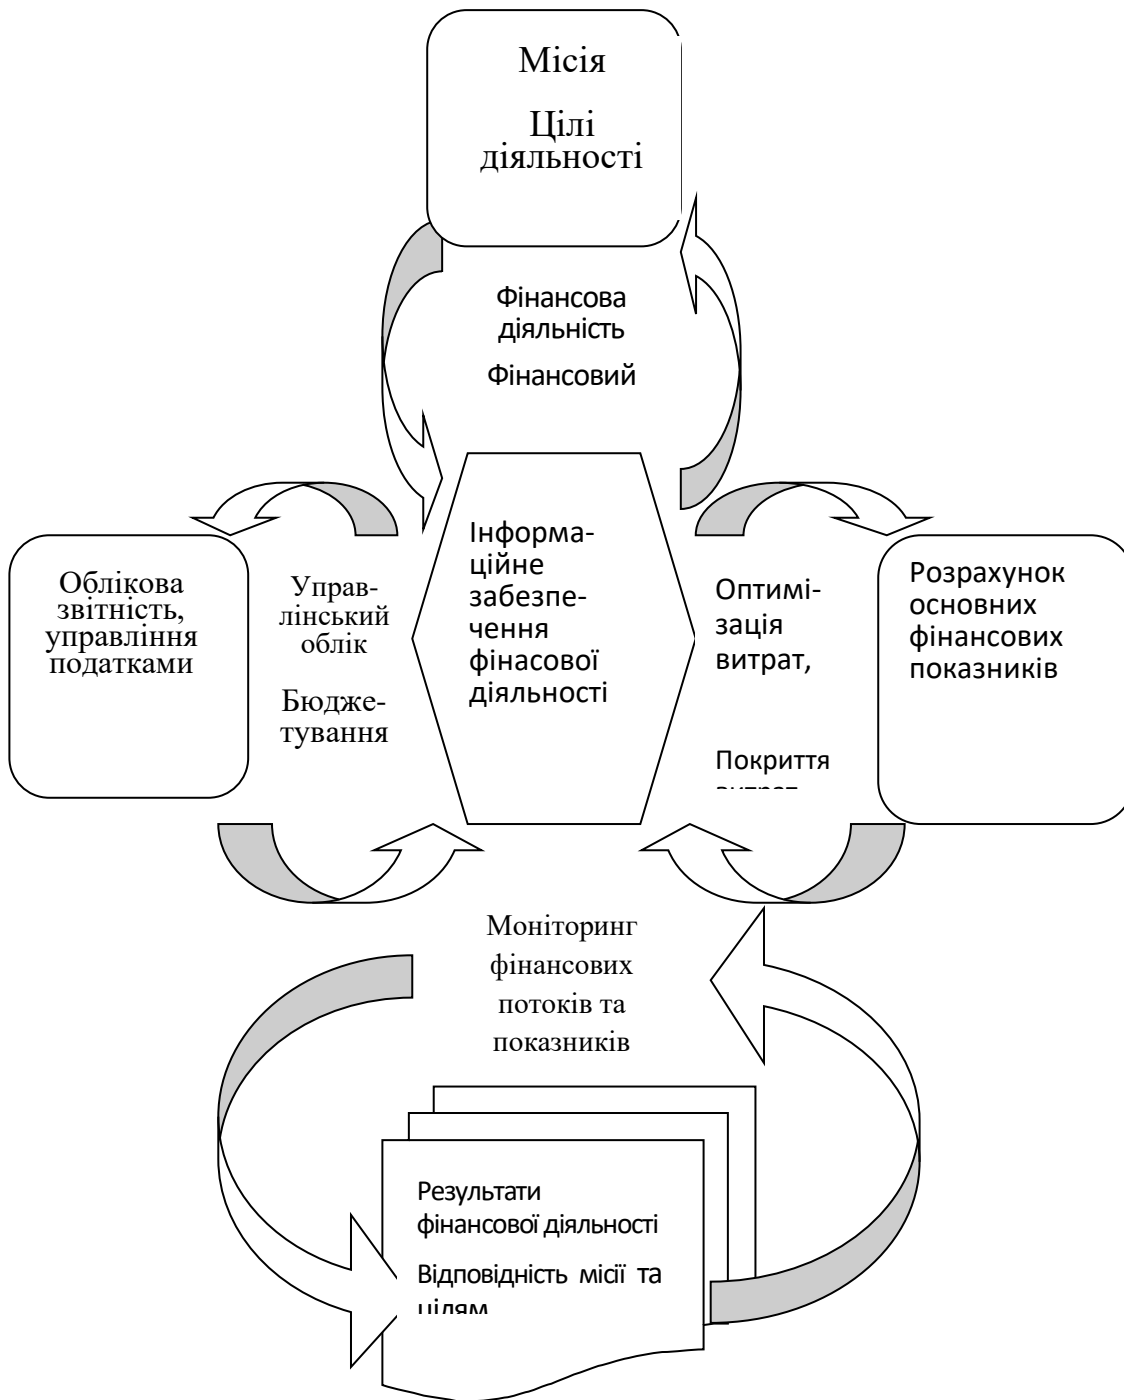 Місія
Цілі
діяльності
Фінансова
діяльність
Фінансовий
Облікова
звітність,
управління
податками
Управ-
лінський
облік
Бюдже-
тування
Інформа-
ційне
забезпе-
чення
фінасової
діяльності
Оптимі-
зація
витрат,
Покриття
витрат
Розрахунок
основних
фінансових
показників
Моніторинг
фінансових
потоків та
показників
Результати
фінансової діяльності
Відповідність місії та
цілям